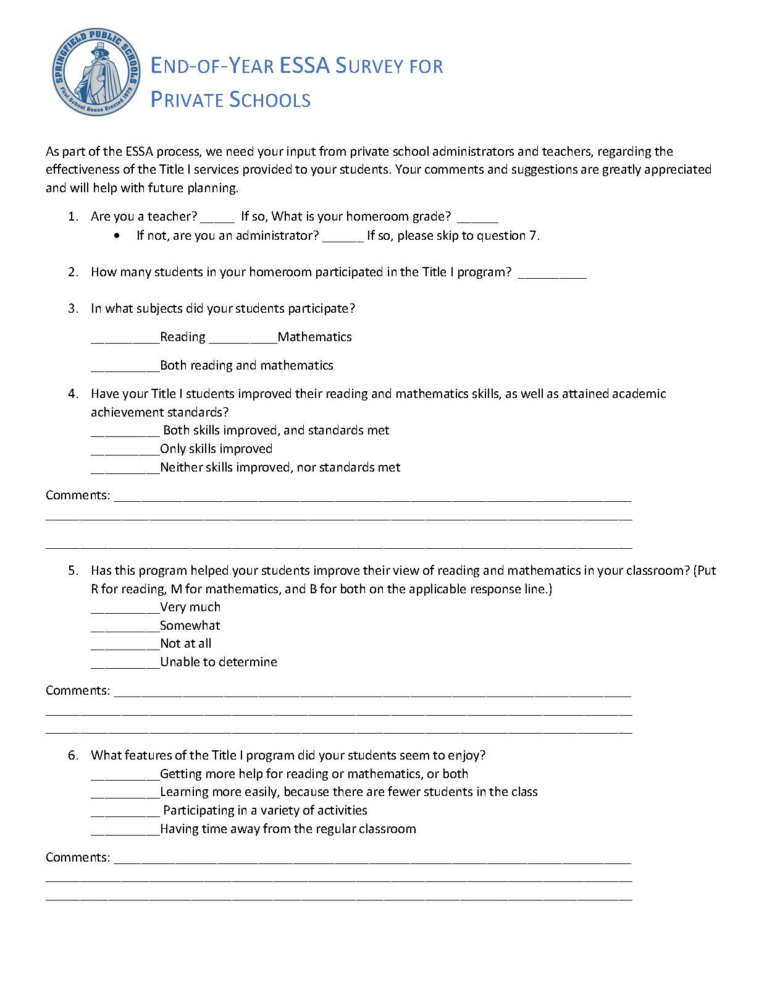 SPRINGFIELD PUBLIC SCHOOLS
First School House Erected 1679
END-OF-YEAR ESSA SURVEY FOR
PRIVATE SCHOOLS
As part of the ESSA process, we need your input from private school administrators and teachers, regarding the
effectiveness of the Title I services provided to your students. Your comments and suggestions are greatly appreciated
and will help with future planning.
1. Are you a teacher? _____ If so, What is your homeroom grade? ______
• If not, are you an administrator? ______ If so, please skip to question 7.
2. How many students in your homeroom participated in the Title I program? __________
3. In what subjects did your students participate?
__________Reading __________Mathematics
__________Both reading and mathematics
4. Have your Title I students improved their reading and mathematics skills, as well as attained academic
achievement standards?
__________ Both skills improved, and standards met
__________Only skills improved
__________Neither skills improved, nor standards met
Comments: ___________________________________________________________________________
_____________________________________________________________________________________
_____________________________________________________________________________________
5. Has this program helped your students improve their view of reading and mathematics in your classroom? (Put
R for reading, M for mathematics, and B for both on the applicable response line.)
__________Very much
__________Somewhat
__________Not at all
__________Unable to determine
Comments: ___________________________________________________________________________
_____________________________________________________________________________________
_____________________________________________________________________________________
6. What features of the Title I program did your students seem to enjoy?
__________Getting more help for reading or mathematics, or both
__________Learning more easily, because there are fewer students in the class
__________ Participating in a variety of activities
__________Having time away from the regular classroom
Comments: ___________________________________________________________________________
_____________________________________________________________________________________
_____________________________________________________________________________________